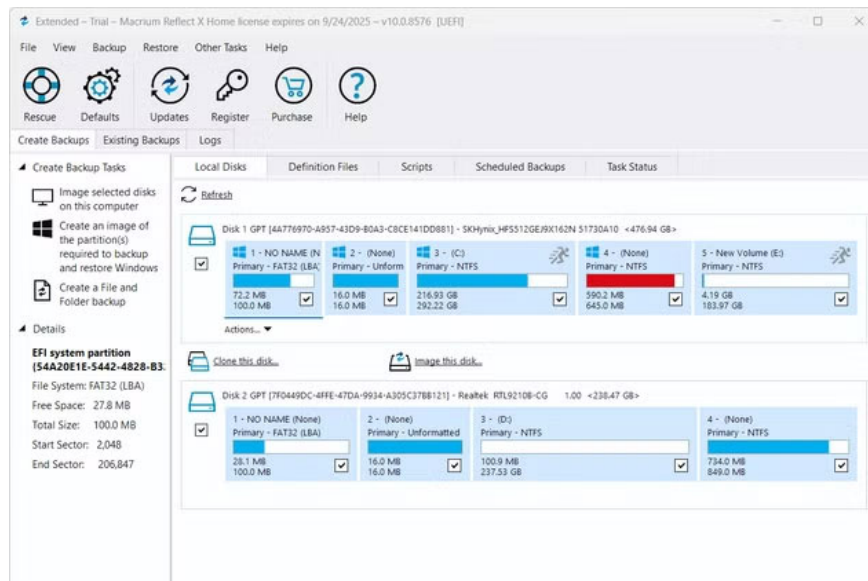 Extended – Trial – Macrium Reflect X Home license expires on 9/24/2025 – v10.0.8576 [UEFI]
File View Backup Restore Other Tasks Help
Rescue Defaults Updates Register Purchase Help
Create Backups Existing Backups Logs
Create Backup Tasks
Image selected disks
on this computer
Create an image of
the partition(s)
required to backup
and restore Windows
Create a File and
Folder backup
Details
EFI system partition
(54A20E1E-5442-4828-B3
File System: FAT32 (LBA)
Free Space: 27.8 MB
Total Size: 100.0 MB
Start Sector: 2,048
End Sector: 206,847
Local Disks Definition Files Scripts Scheduled Backups Task Status
Refresh
Disk 1 GPT [4A776970-A957-43D9-80A3-C8CE141DD881] - SKHynix_HFS512GEJ9X162N 51730A10 <476.94 GB>
1 - NO NAME (N
Primary - FAT32 (LBA)
72.2 MB
100.0 MB
2 - (None)
Primary - Unform
16.0 MB
16.0 MB
3 - (C:)
Primary - NTFS
216.93 GB
292.22 GB
4 - (None)
Primary - NTFS
590.2 MB
645.0 MB
5 - New Volume (E:)
Primary - NTFS
4.19 GB
183.97 GB
Actions...
Clone this disk... Image this disk...
Disk 2 GPT [7F0449DC-4FFE-47DA-9934-A305C37BB121] - Realtek RTL9210B-CG 1.00 <238.47 GB>
1 - NO NAME (None)
Primary - FAT32 (LBA)
28.1 MB
100.0 MB
2 - (None)
Primary - Unformatted
16.0 MB
16.0 MB
3 - (D:)
Primary - NTFS
100.9 MB
237.53 GB
4 - (None)
Primary - NTFS
734.0 MB
849.0 MB